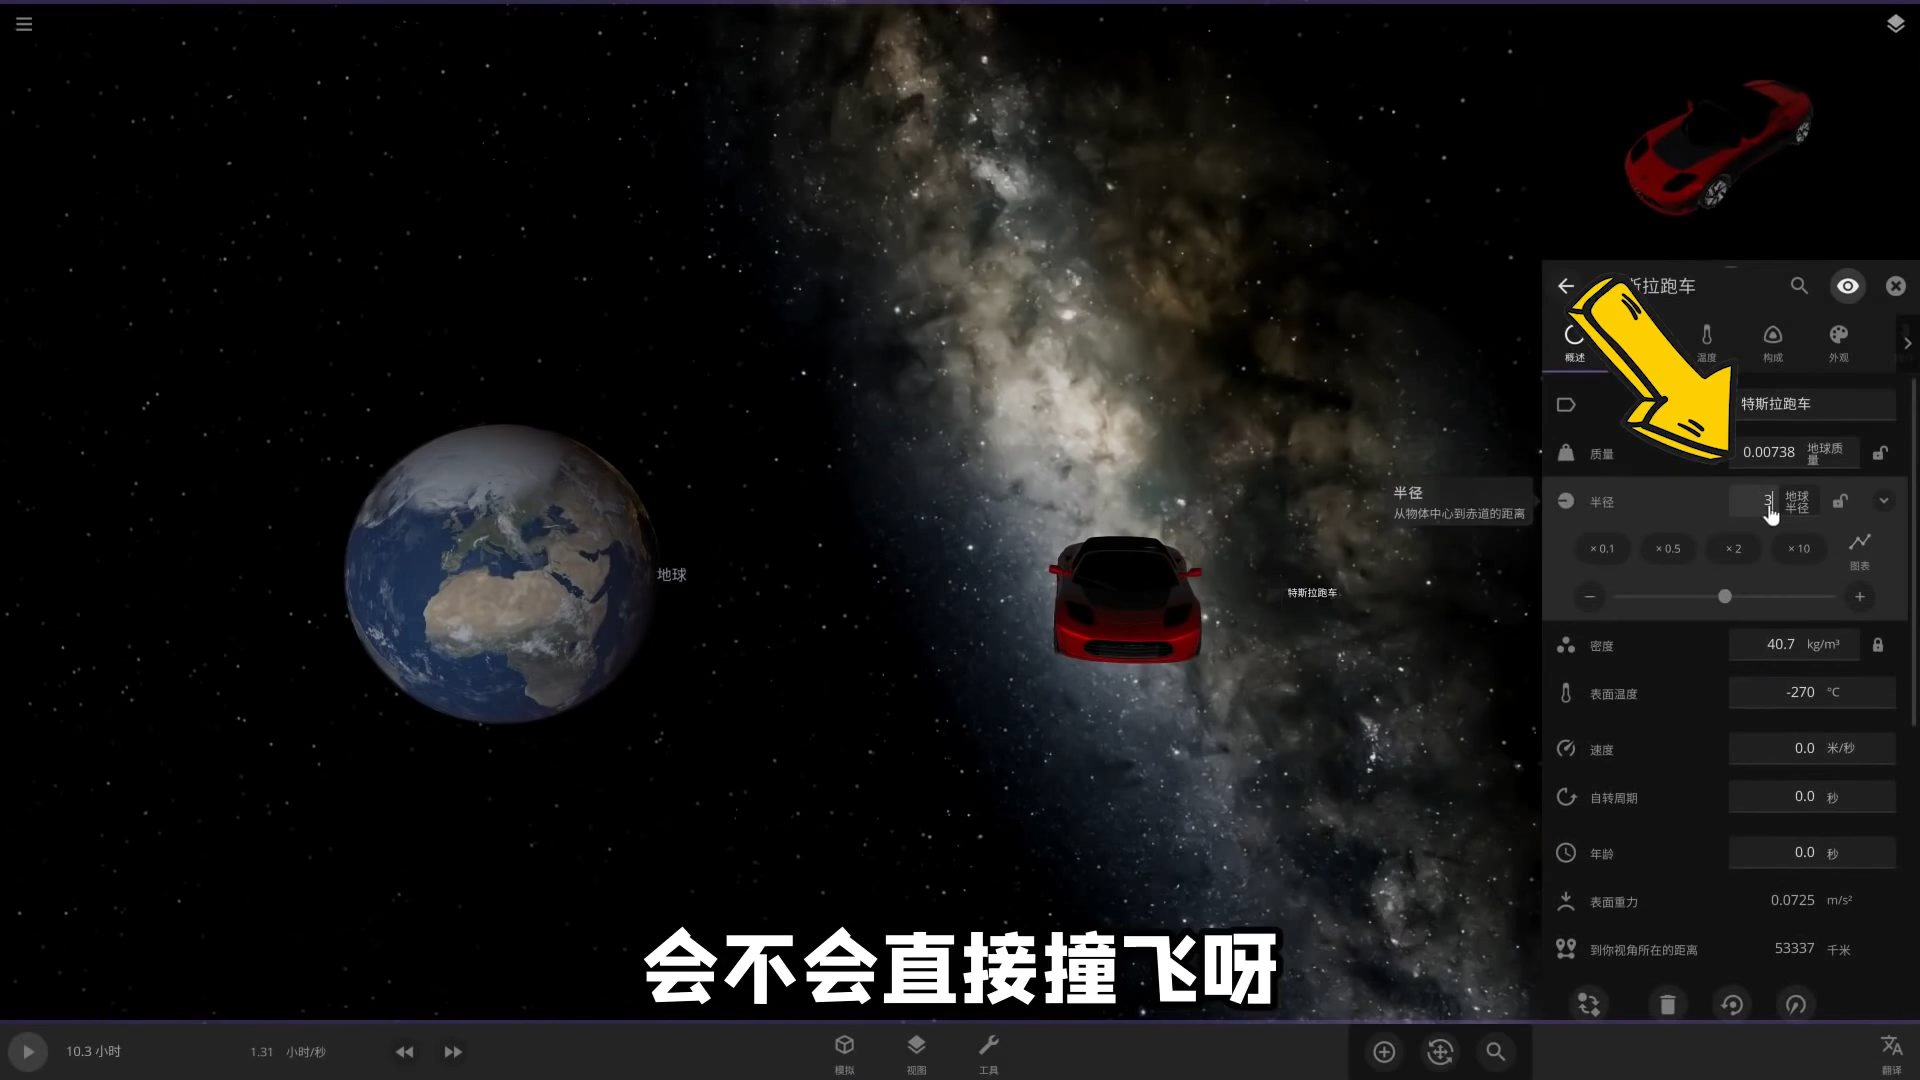 斯拉跑车
概述
温度
构成
外观
特斯拉跑车
质量
0.00738 地球质量
半径
从物体中心到赤道的距离
半径
3 地球半径
× 0.1
× 0.5
× 2
× 10
图表
地球
特斯拉跑车
密度
40.7 kg/m³
表面温度
-270 °C
速度
0.0 米/秒
自转周期
0.0 秒
年龄
0.0 秒
表面重力
0.0725 m/s²
到你视角所在的距离
53337 千米
会不会直接撞飞呀
10.3 小时
1.31 小时/秒
模拟
视图
工具
翻译